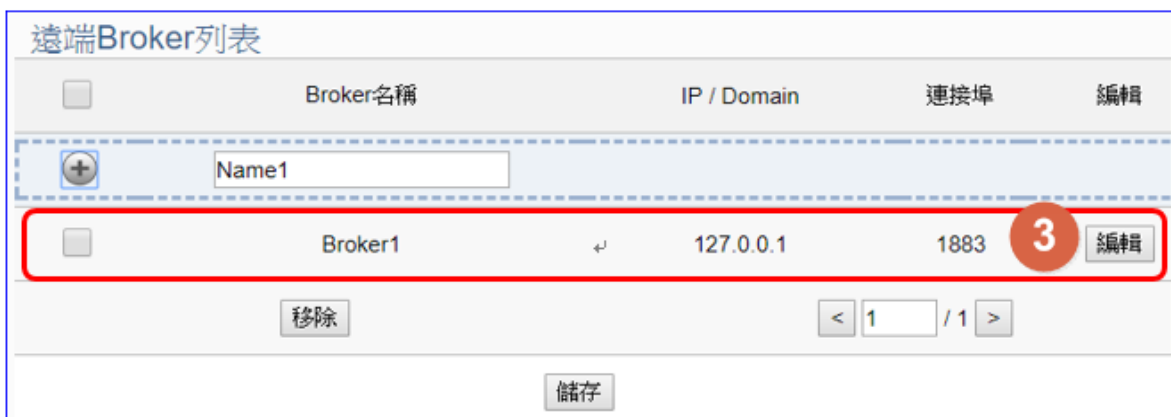 遠端Broker列表
Broker名稱 IP / Domain 連接埠 編輯
Name1
Broker1 ↵ 127.0.0.1 1883 3 編輯
移除 < 1 / 1 >
儲存